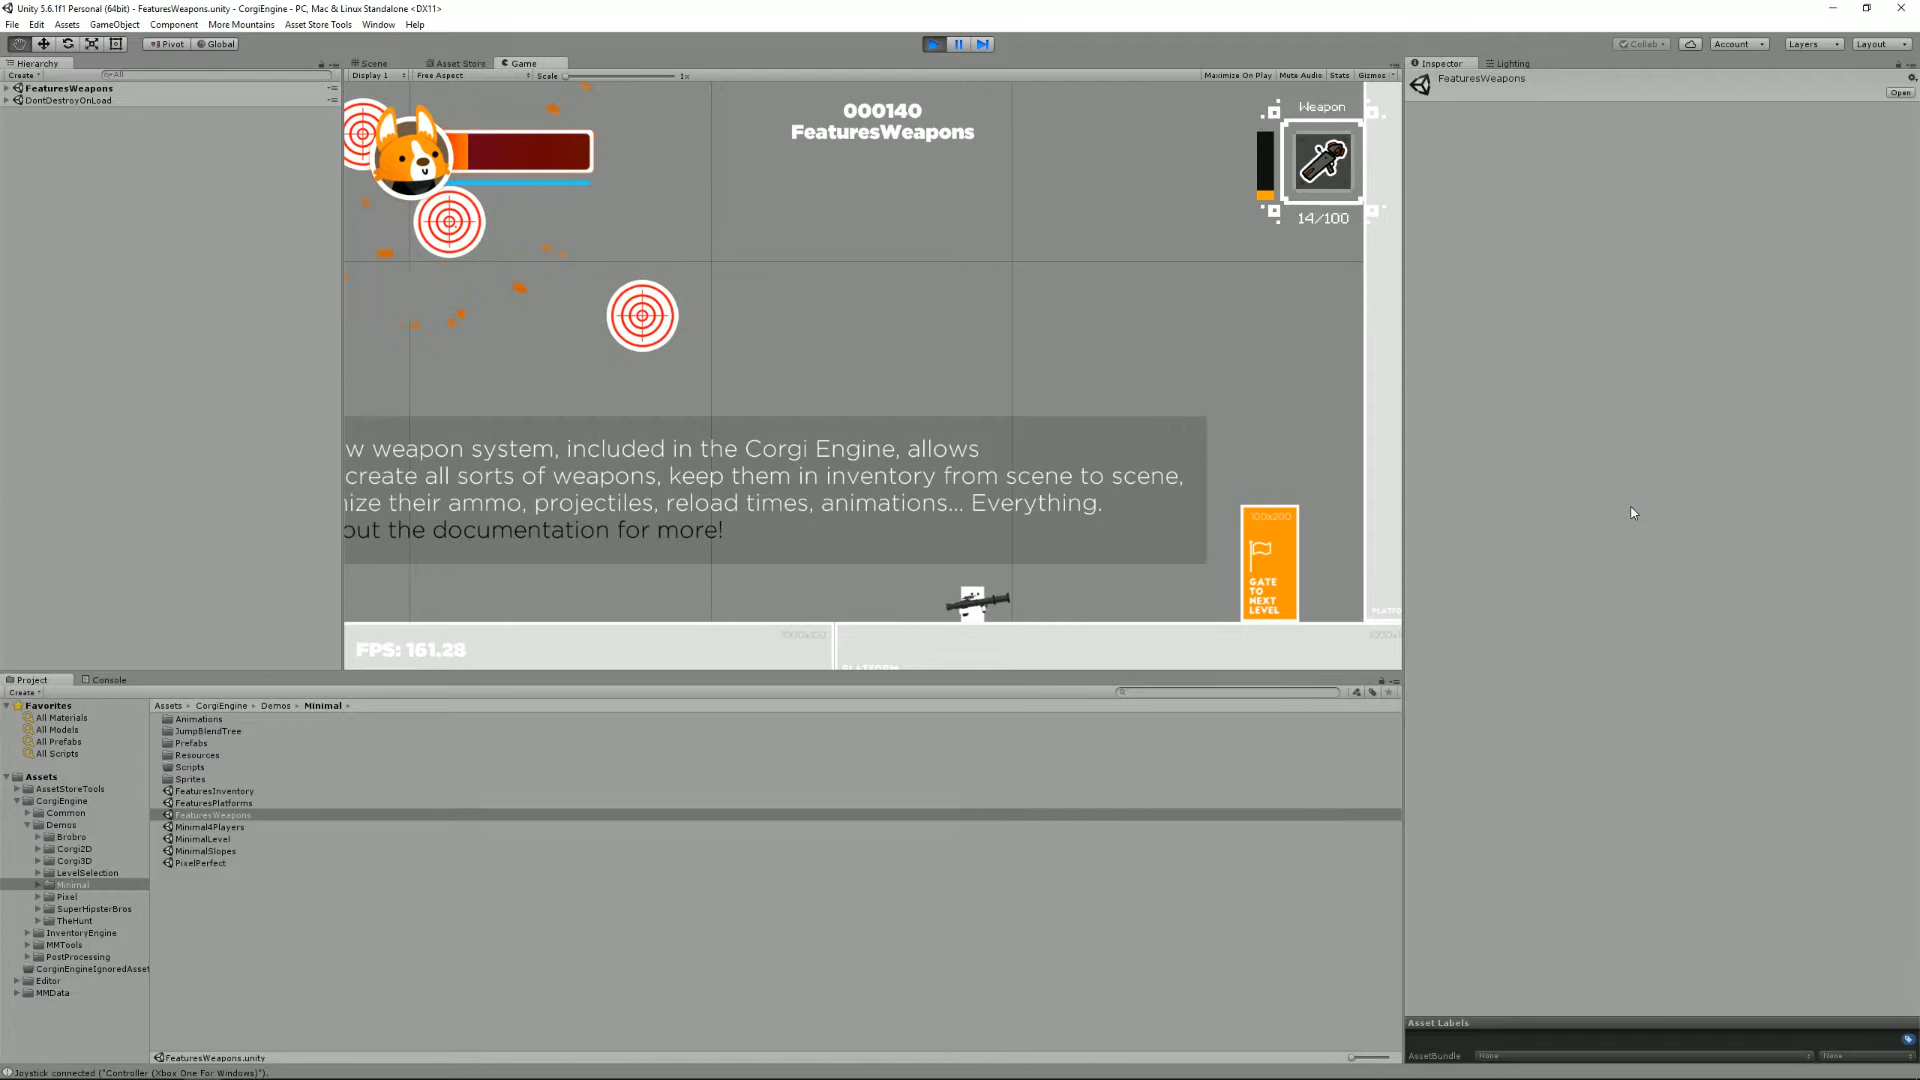 Unity 5.6.1f1 Personal (64bit) - FeaturesWeapons.unity - CorgiEngine - PC, Mac & Linux Standalone <DX11>
File Edit Assets GameObject Component More Mountains Asset Store Tools Window Help
Pivot Global
Collab Account Layers Layout
Hierarchy
Create All
FeaturesWeapons
DontDestroyOnLoad
Scene Asset Store Game
Display 1 Free Aspect Scale 1x Maximize On Play Mute Audio Stats Gizmos
000140
FeaturesWeapons
Weapon
14/100
w weapon system, included in the Corgi Engine, allows
create all sorts of weapons, keep them in inventory from scene to scene,
nize their ammo, projectiles, reload times, animations... Everything.
out the documentation for more!
100x200
GATE
TO
NEXT
LEVEL
FPS: 161.28
Inspector Lighting
FeaturesWeapons
Open
Project Console
Create
Favorites
All Materials
All Models
All Prefabs
All Scripts
Assets
AssetStoreTools
CorgiEngine
Common
Demos
Brobro
Corgi2D
Corgi3D
LevelSelection
Minimal
Pixel
SuperHipsterBros
TheHunt
InventoryEngine
MMTools
PostProcessing
CorginEngineIgnoredAsset
Editor
MMData
Assets CorgiEngine Demos Minimal
Animations
JumpBlendTree
Prefabs
Resources
Scripts
Sprites
FeaturesInventory
FeaturesPlatforms
FeaturesWeapons
Minimal4Players
MinimalLevel
MinimalSlopes
PixelPerfect
FeaturesWeapons.unity
Asset Labels
AssetBundle None None
Joystick connected ("Controller (Xbox One For Windows)").